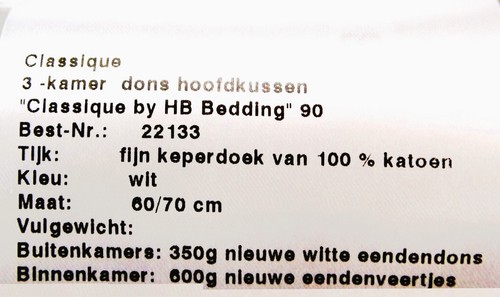 Classique
3 -kamer dons hoofdkussen
"Classique by HB Bedding" 90
Best-Nr.: 22133
Tijk: fijn keperdoek van 100 % katoen
Kleu: wit
Maat: 60/70 cm
Vulgewicht:
Buitenkamers: 350g nieuwe witte eendendons
Binnenkamer: 600g nieuwe eendenveertjes